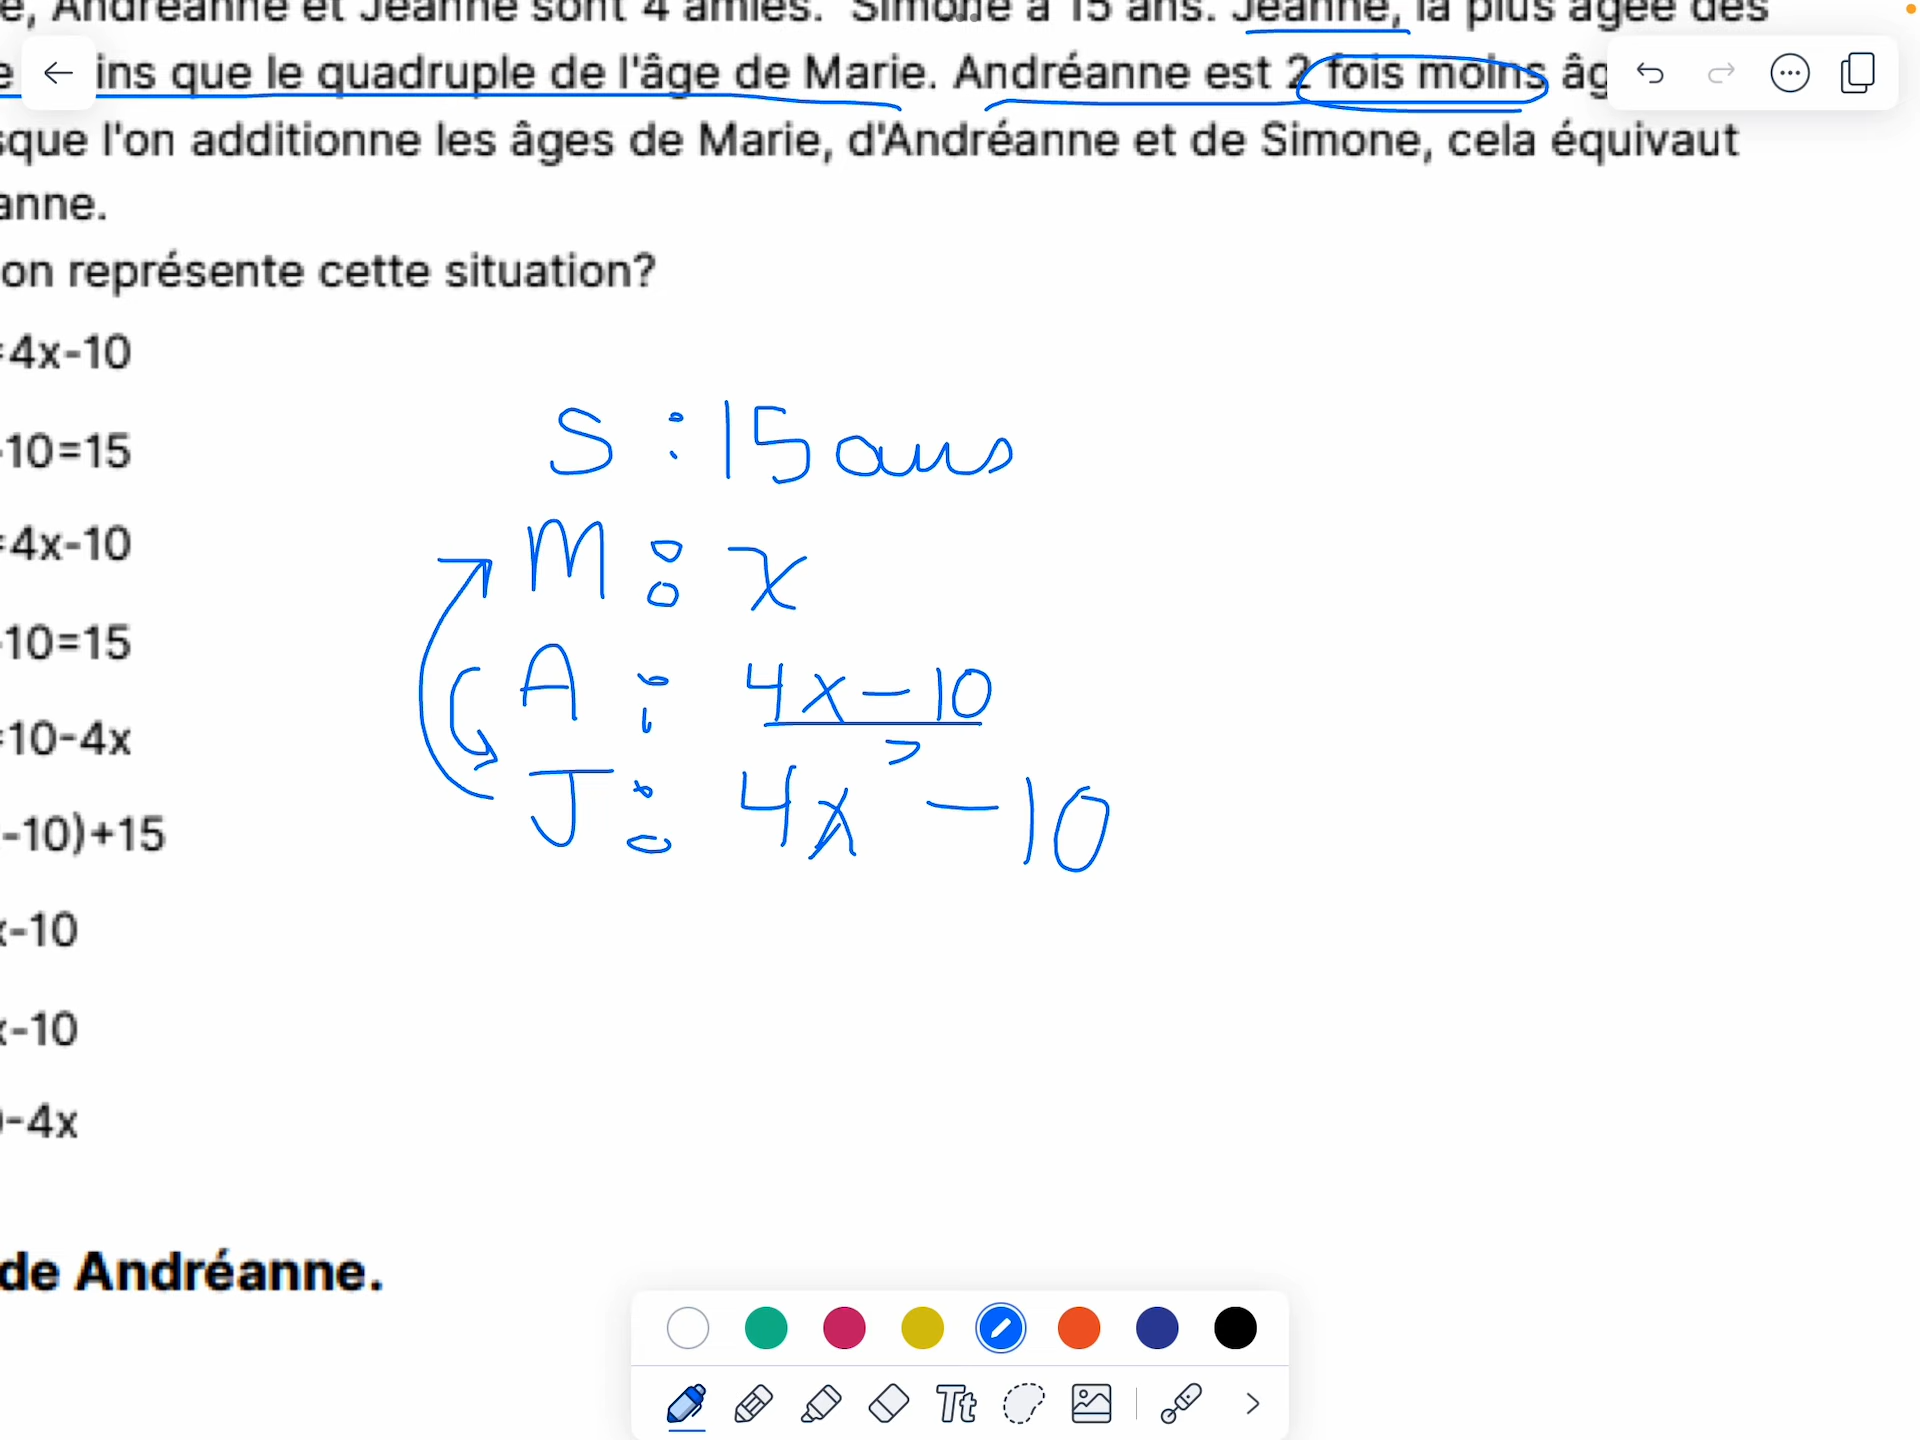 e, Andréanne et Jeanne sont 4 amies. Simone a 15 ans. Jeanne, la plus âgée des
e ins que le quadruple de l'âge de Marie. Andréanne est 2 fois moins âg
sque l'on additionne les âges de Marie, d'Andréanne et de Simone, cela équivaut
anne.
on représente cette situation?
=4x-10
-10=15
=4x-10
-10=15
=10-4x
-10)+15
x-10
x-10
-4x
S : 15 ans
M : x
A : 4x-10
2
J : 4x -10
de Andréanne.
Tt